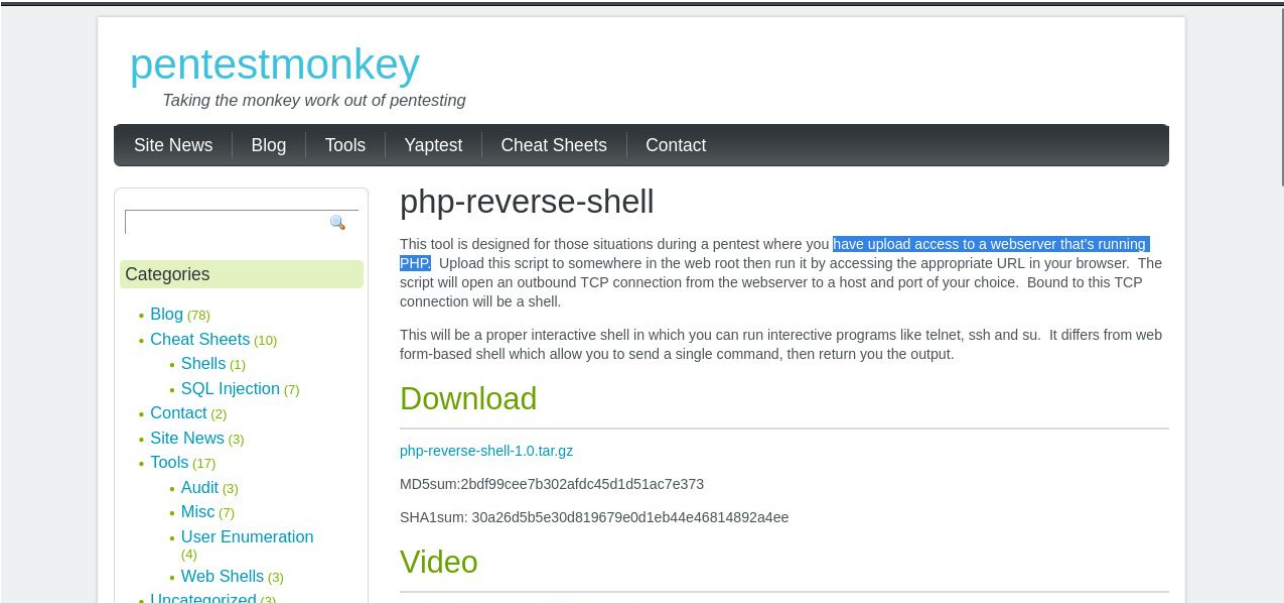 pentestmonkey
Taking the monkey work out of pentesting
Site News
Blog
Tools
Yaptest
Cheat Sheets
Contact
Categories
Blog (78)
Cheat Sheets (10)
Shells (1)
SQL Injection (7)
Contact (2)
Site News (3)
Tools (17)
Audit (3)
Misc (7)
User Enumeration
(4)
Web Shells (3)
Uncategorized (3)
php-reverse-shell
This tool is designed for those situations during a pentest where you have upload access to a webserver that's running
PHP. Upload this script to somewhere in the web root then run it by accessing the appropriate URL in your browser. The
script will open an outbound TCP connection from the webserver to a host and port of your choice. Bound to this TCP
connection will be a shell.
This will be a proper interactive shell in which you can run interective programs like telnet, ssh and su. It differs from web
form-based shell which allow you to send a single command, then return you the output.
Download
php-reverse-shell-1.0.tar.gz
MD5sum:2bdf99cee7b302afdc45d1d51ac7e373
SHA1sum: 30a26d5b5e30d819679e0d1eb44e46814892a4ee
Video